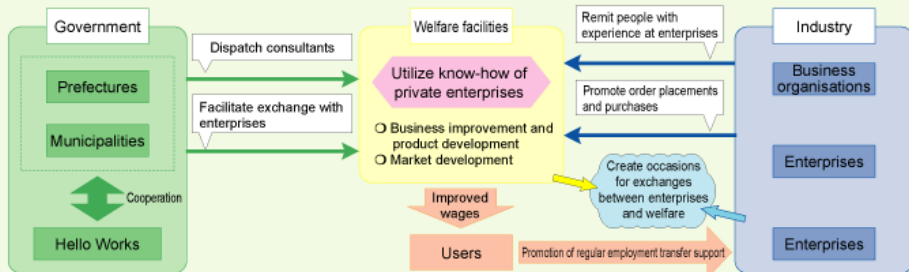 Government
Prefectures
Municipalities
Cooperation
Hello Works
Dispatch consultants
Facilitate exchange with
enterprises
Welfare facilities
Utilize know-how of
private enterprises
❍ Business improvement and
product development
❍ Market development
Improved
wages
Users
Promotion of regular employment transfer support
Remit people with
experience at enterprises
Promote order placements
and purchases
Create occasions
for exchanges
between enterprises
and welfare
Industry
Business
organisations
Enterprises
Enterprises